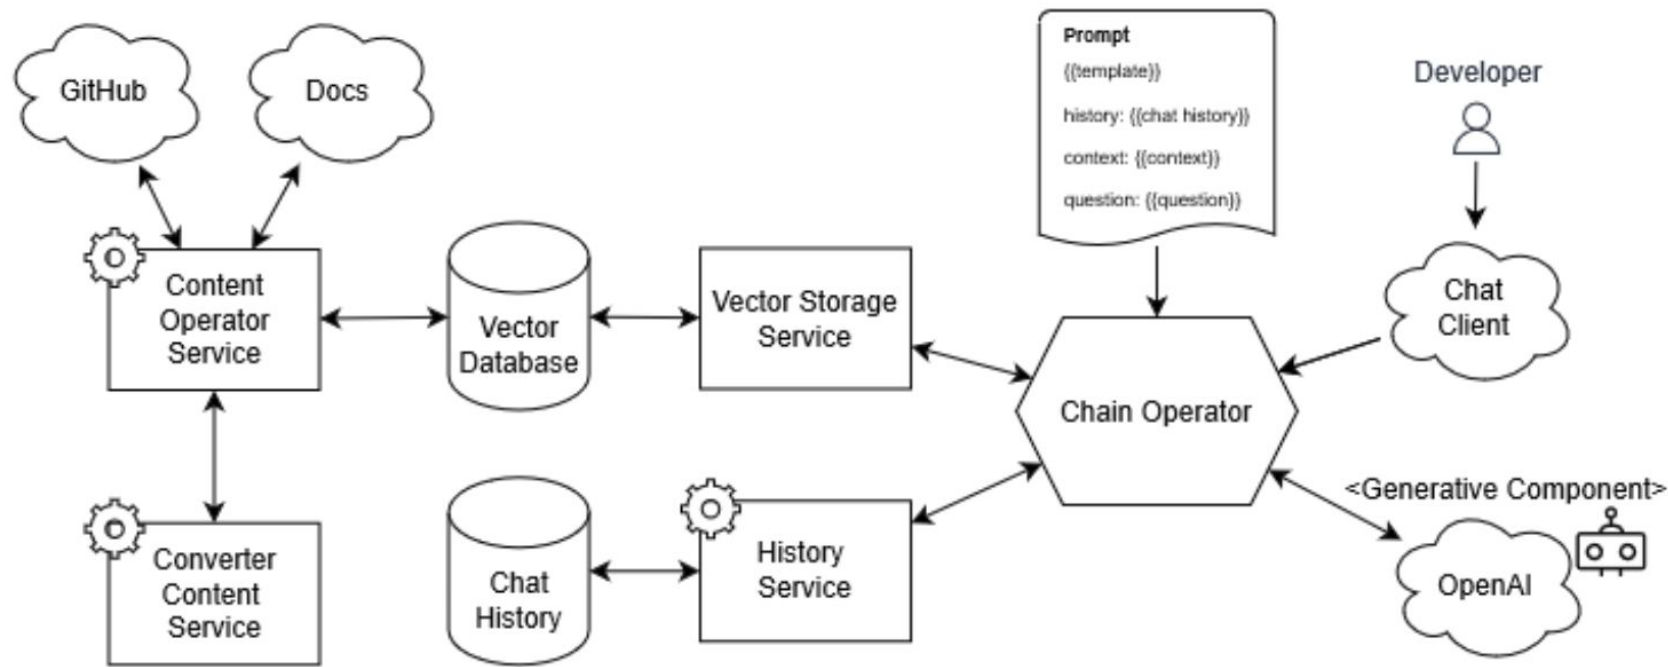 GitHub
Docs
Prompt
{{template}}
history: {{chat history}}
context: {{context}}
question: {{question}}
Developer
Content
Operator
Service
Vector
Database
Vector Storage
Service
Chat
Client
Chain Operator
Converter
Content
Service
Chat
History
History
Service
<Generative Component>
OpenAI